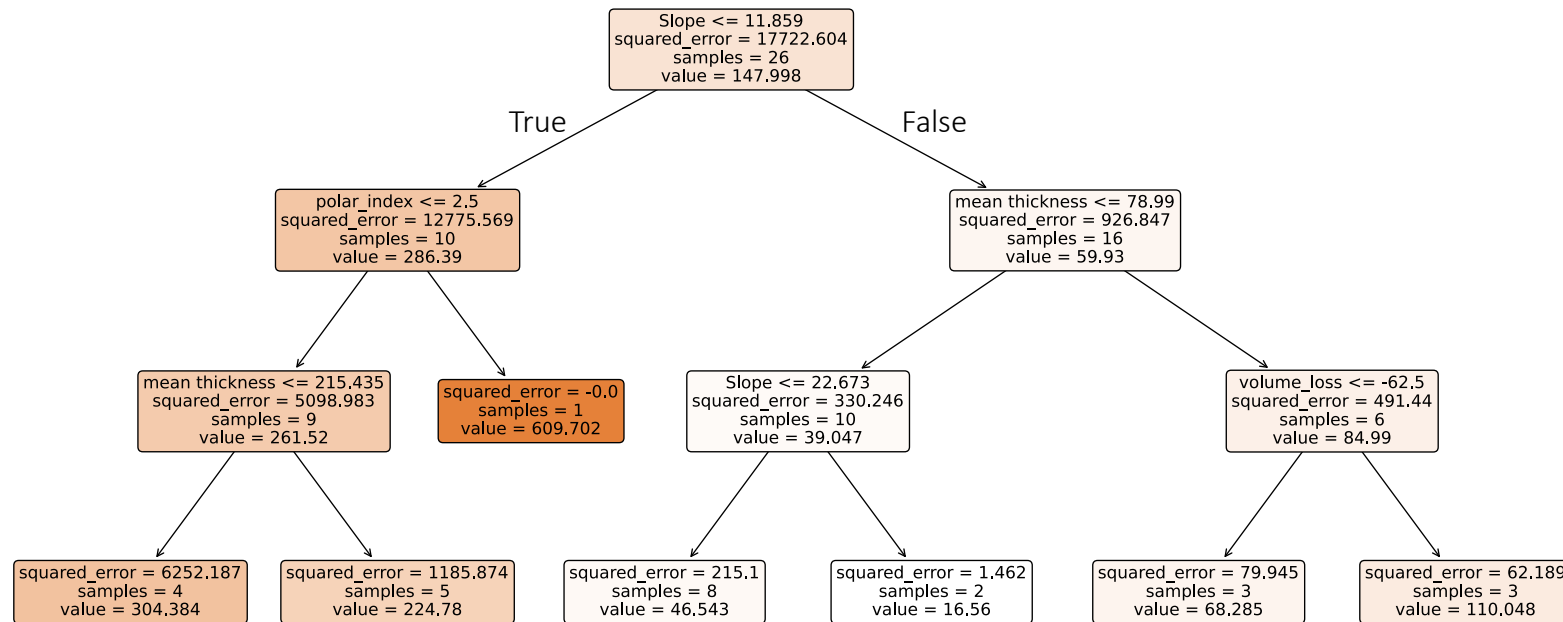 Slope <= 11.859
squared_error = 17722.604
samples = 26
value = 147.998
True
False
polar_index <= 2.5
squared_error = 12775.569
samples = 10
value = 286.39
mean thickness <= 78.99
squared_error = 926.847
samples = 16
value = 59.93
mean thickness <= 215.435
squared_error = 5098.983
samples = 9
value = 261.52
squared_error = -0.0
samples = 1
value = 609.702
Slope <= 22.673
squared_error = 330.246
samples = 10
value = 39.047
volume_loss <= -62.5
squared_error = 491.44
samples = 6
value = 84.99
squared_error = 6252.187
samples = 4
value = 304.384
squared_error = 1185.874
samples = 5
value = 224.78
squared_error = 215.1
samples = 8
value = 46.543
squared_error = 1.462
samples = 2
value = 16.56
squared_error = 79.945
samples = 3
value = 68.285
squared_error = 62.189
samples = 3
value = 110.048